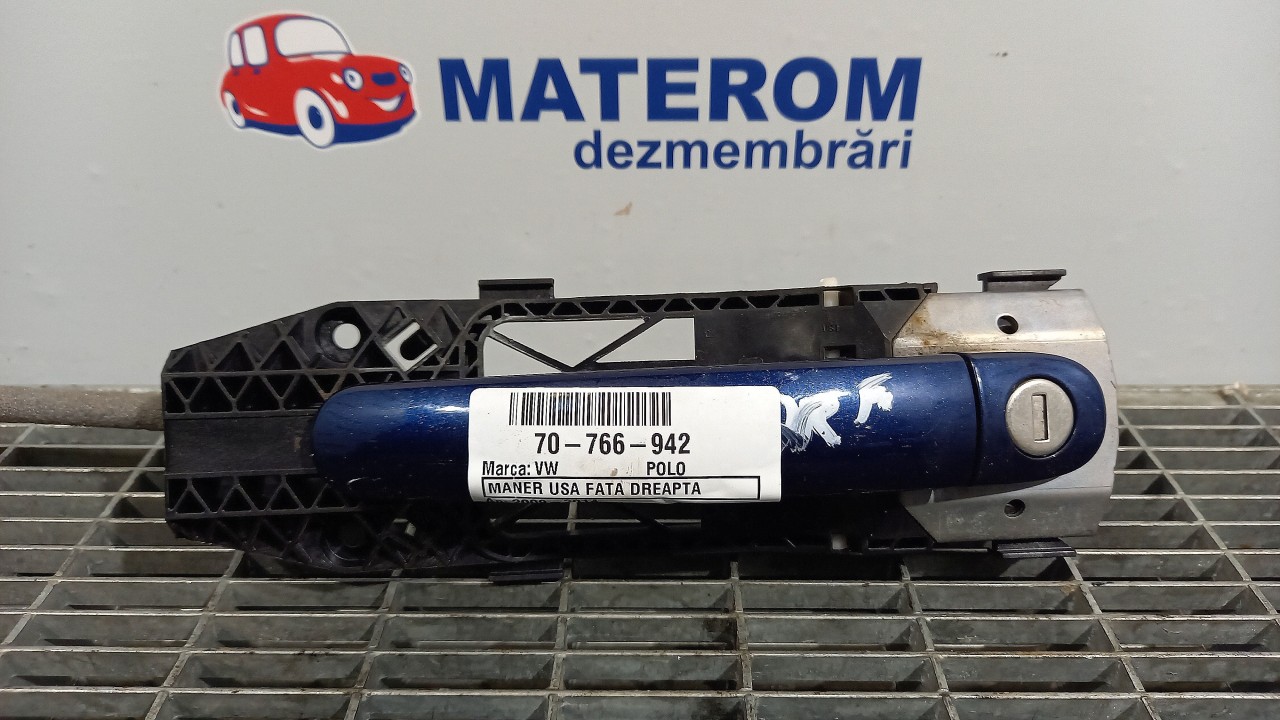 MATEROM
dezmembrări
70-766-942
Marca: VW POLO
MANER USA FATA DREAPTA